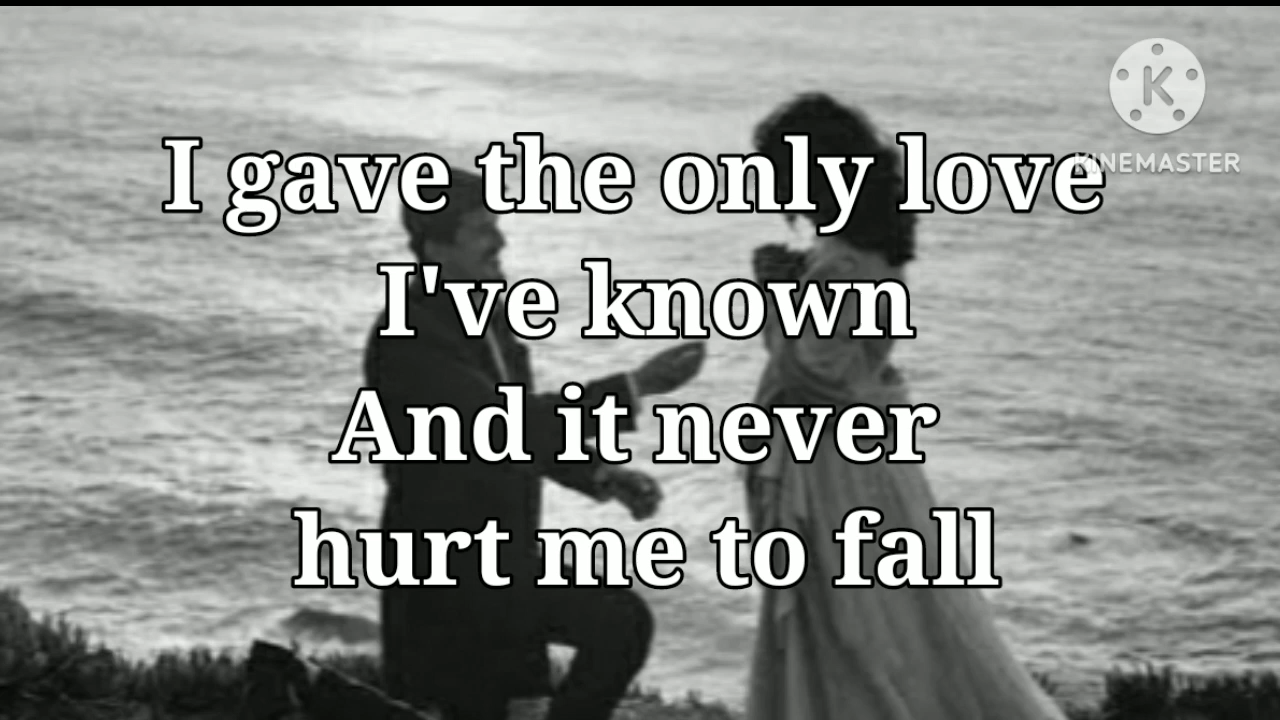 K
KINEMASTER
I gave the only love
I've known
And it never
hurt me to fall